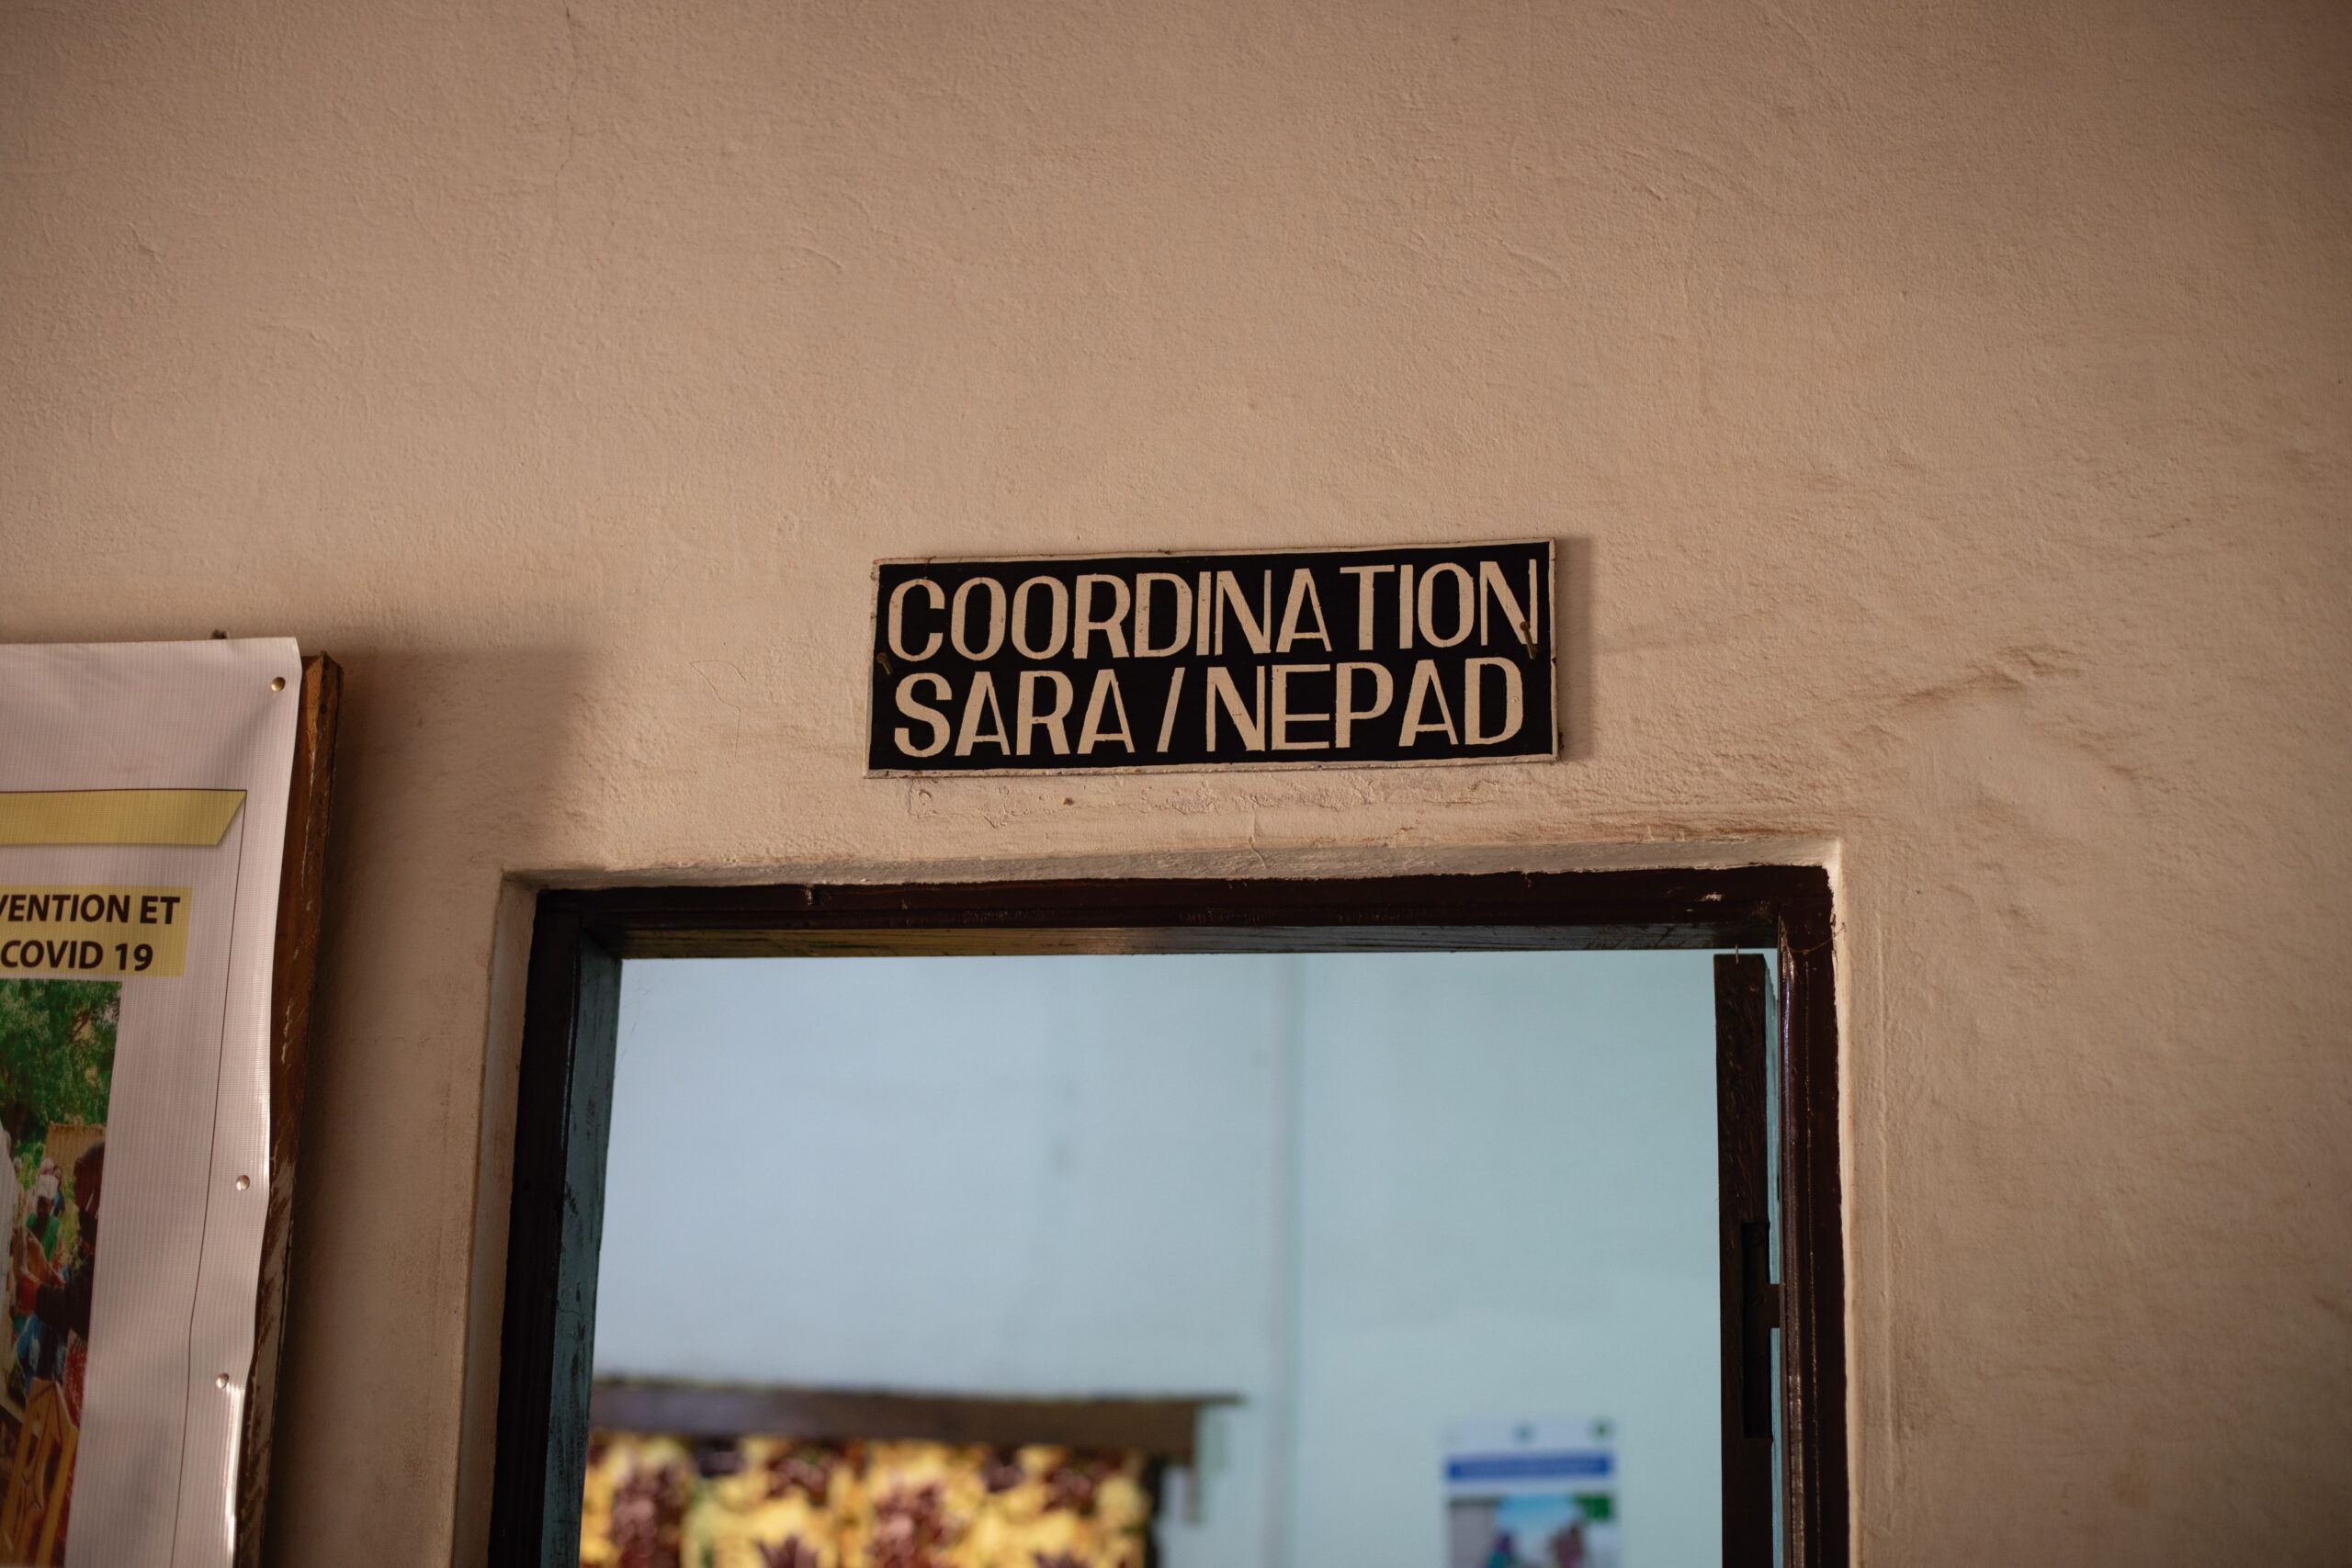 COORDINATION
SARA / NEPAD
VENTION ET
COVID 19